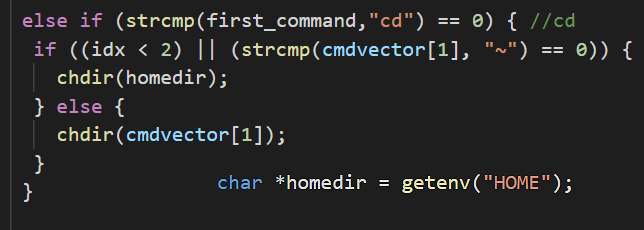 else if (strcmp(first_command,"cd") == 0) { //cd
if ((idx < 2) || (strcmp(cmdvector[1], "~") == 0)) {
chdir(homedir);
} else {
chdir(cmdvector[1]);
}
char *homedir = getenv("HOME");
}